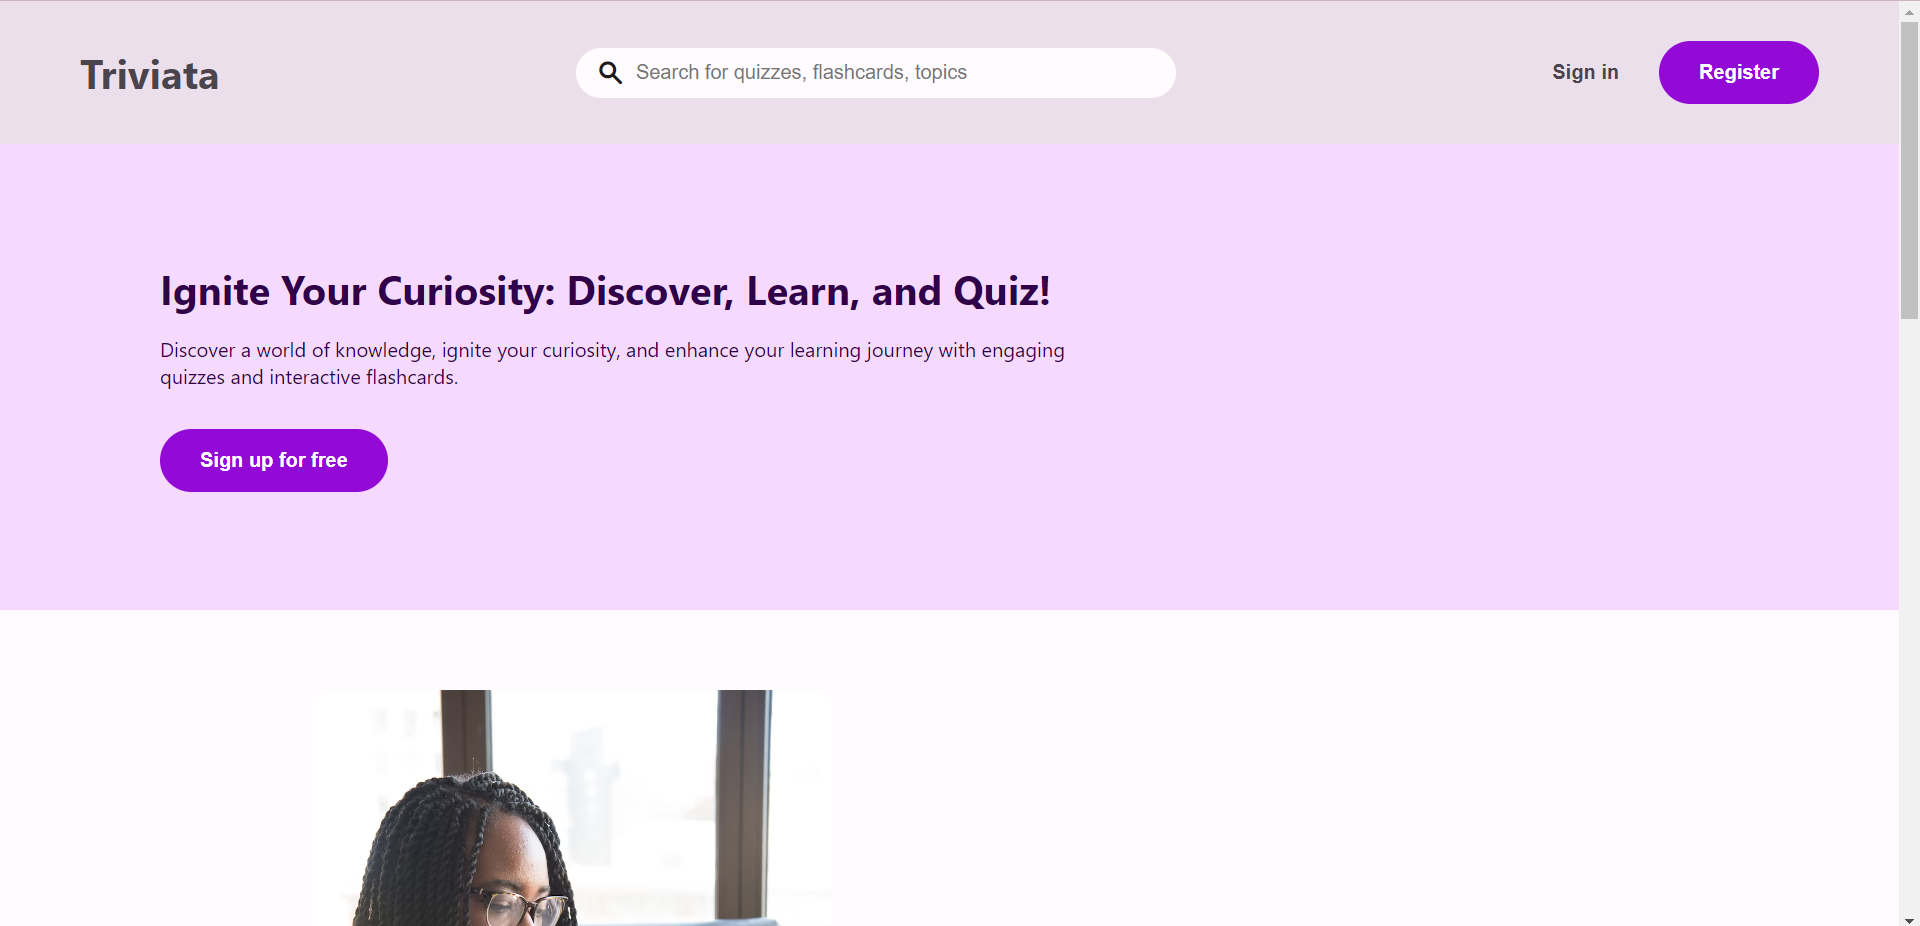 Triviata
Search for quizzes, flashcards, topics
Sign in
Register
Ignite Your Curiosity: Discover, Learn, and Quiz!
Discover a world of knowledge, ignite your curiosity, and enhance your learning journey with engaging
quizzes and interactive flashcards.
Sign up for free